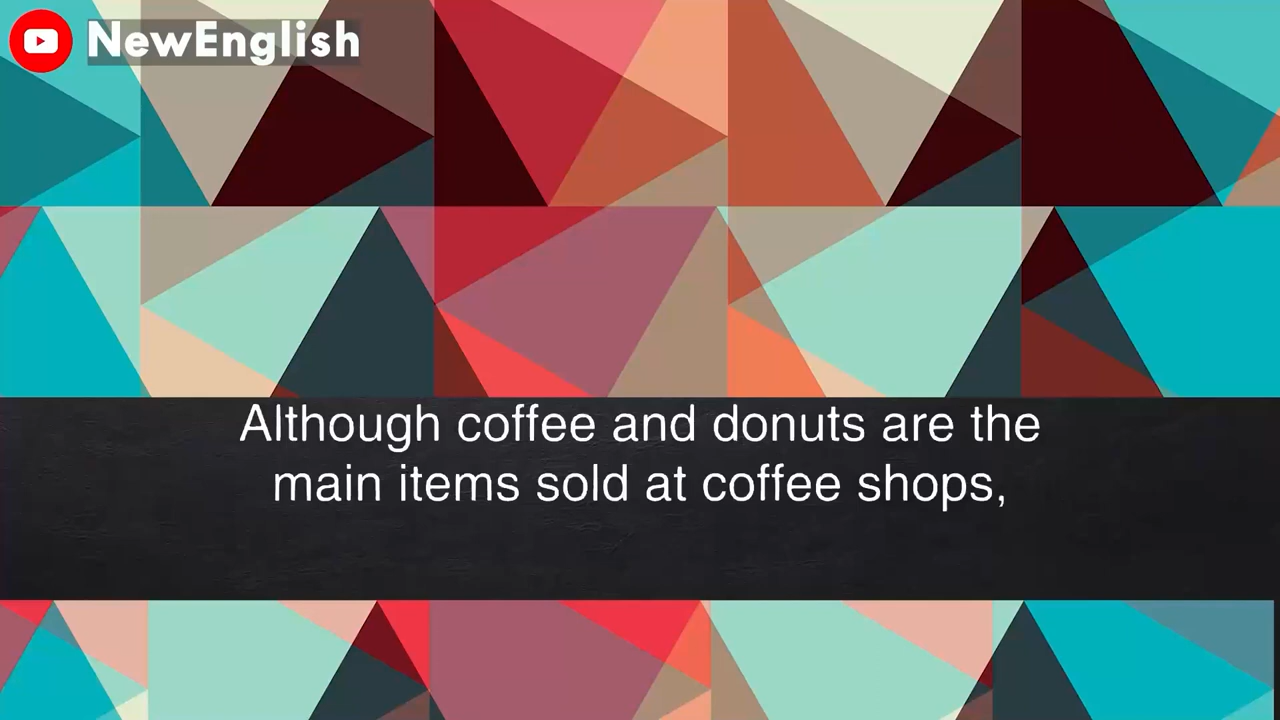 NewEnglish
Although coffee and donuts are the
main items sold at coffee shops,